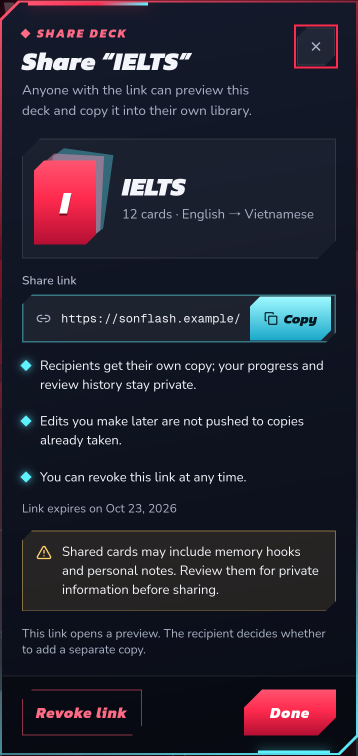 SHARE DECK
Share “IELTS”
Anyone with the link can preview this
deck and copy it into their own library.
I
IELTS
12 cards · English → Vietnamese
Share link
https://sonflash.example/
Copy
Recipients get their own copy; your progress and
review history stay private.
Edits you make later are not pushed to copies
already taken.
You can revoke this link at any time.
Link expires on Oct 23, 2026
Shared cards may include memory hooks
and personal notes. Review them for private
information before sharing.
This link opens a preview. The recipient decides whether
to add a separate copy.
Revoke link
Done